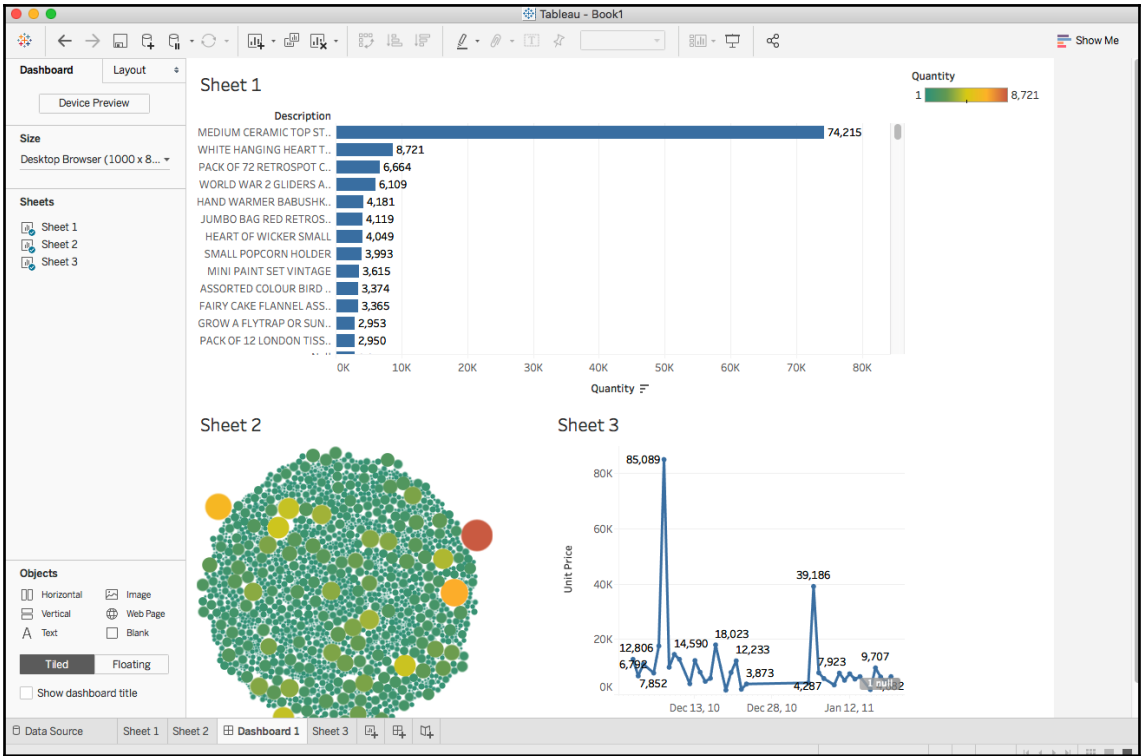 Tableau - Book1
Show Me
Dashboard
Layout
Device Preview
Size
Desktop Browser (1000 x 8...
Sheets
Sheet 1
Sheet 2
Sheet 3
Objects
Horizontal
Image
Vertical
Web Page
A Text
Blank
Tiled
Floating
Show dashboard title
Sheet 1
Description
MEDIUM CERAMIC TOP ST.. 74,215
WHITE HANGING HEART T.. 8,721
PACK OF 72 RETROSPOT C.. 6,664
WORLD WAR 2 GLIDERS A.. 6,109
HAND WARMER BABUSHK.. 4,181
JUMBO BAG RED RETROS.. 4,119
HEART OF WICKER SMALL 4,049
SMALL POPCORN HOLDER 3,993
MINI PAINT SET VINTAGE 3,615
ASSORTED COLOUR BIRD .. 3,374
FAIRY CAKE FLANNEL ASS.. 3,365
GROW A FLYTRAP OR SUN.. 2,953
PACK OF 12 LONDON TISS.. 2,950
0K 10K 20K 30K 40K 50K 60K 70K 80K
Quantity
Quantity
1 8,721
Sheet 2
Sheet 3
Unit Price
80K
60K
40K
20K
0K
85,089
39,186
12,806
14,590
18,023
12,233
7,852
3,873
4,287
7,923
9,707
Dec 13, 10 Dec 28, 10 Jan 12, 11
Data Source
Sheet 1
Sheet 2
Dashboard 1
Sheet 3